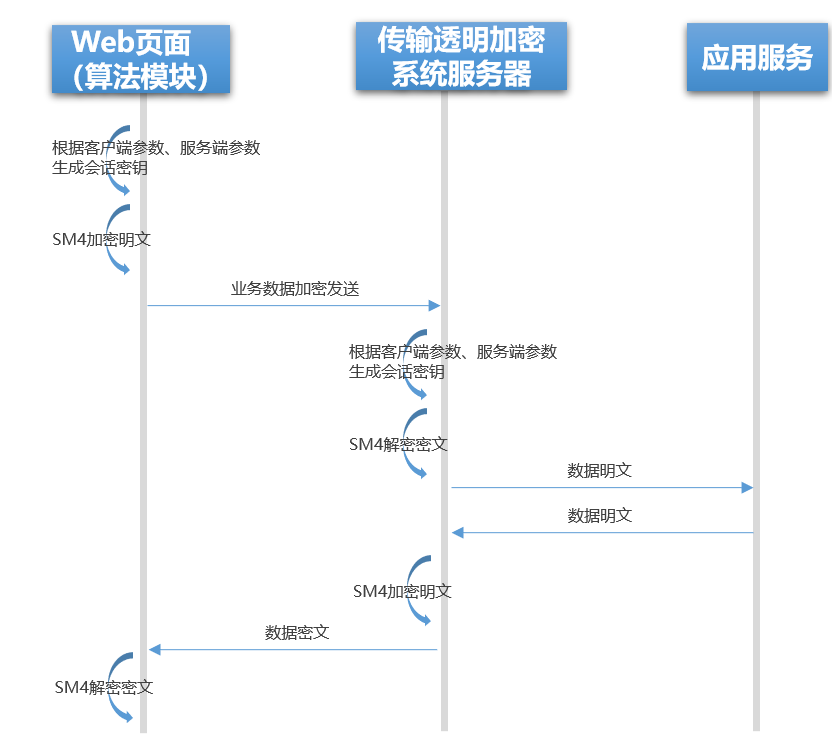 Web页面
（算法模块）
传输透明加密
系统服务器
应用服务
根据客户端参数、服务端参数
生成会话密钥
SM4加密明文
业务数据加密发送
根据客户端参数、服务端参数
生成会话密钥
SM4解密密文
数据明文
数据明文
SM4加密明文
数据密文
SM4解密密文